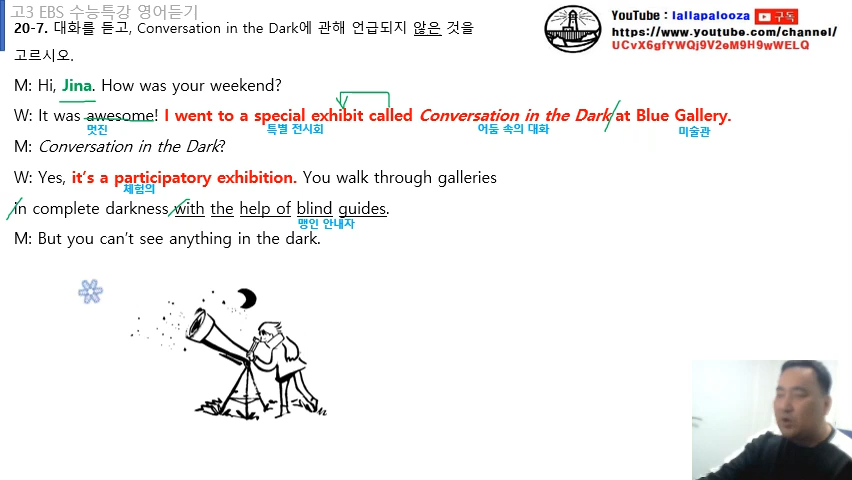 고3 EBS 수능특강 영어듣기
20-7. 대화를 듣고, Conversation in the Dark에 관해 언급되지 않은 것을
고르시오.
YouTube : lallapalooza 구독
https://www.youtube.com/channel/
UCvX6gfYWQj9V2eM9H9wWELQ
M: Hi, Jina. How was your weekend?
W: It was awesome! I went to a special exhibit called Conversation in the Dark at Blue Gallery.
멋진 특별 전시회 어둠 속의 대화 미술관
M: Conversation in the Dark?
W: Yes, it's a participatory exhibition. You walk through galleries
체험의
in complete darkness with the help of blind guides.
맹인 안내자
M: But you can't see anything in the dark.